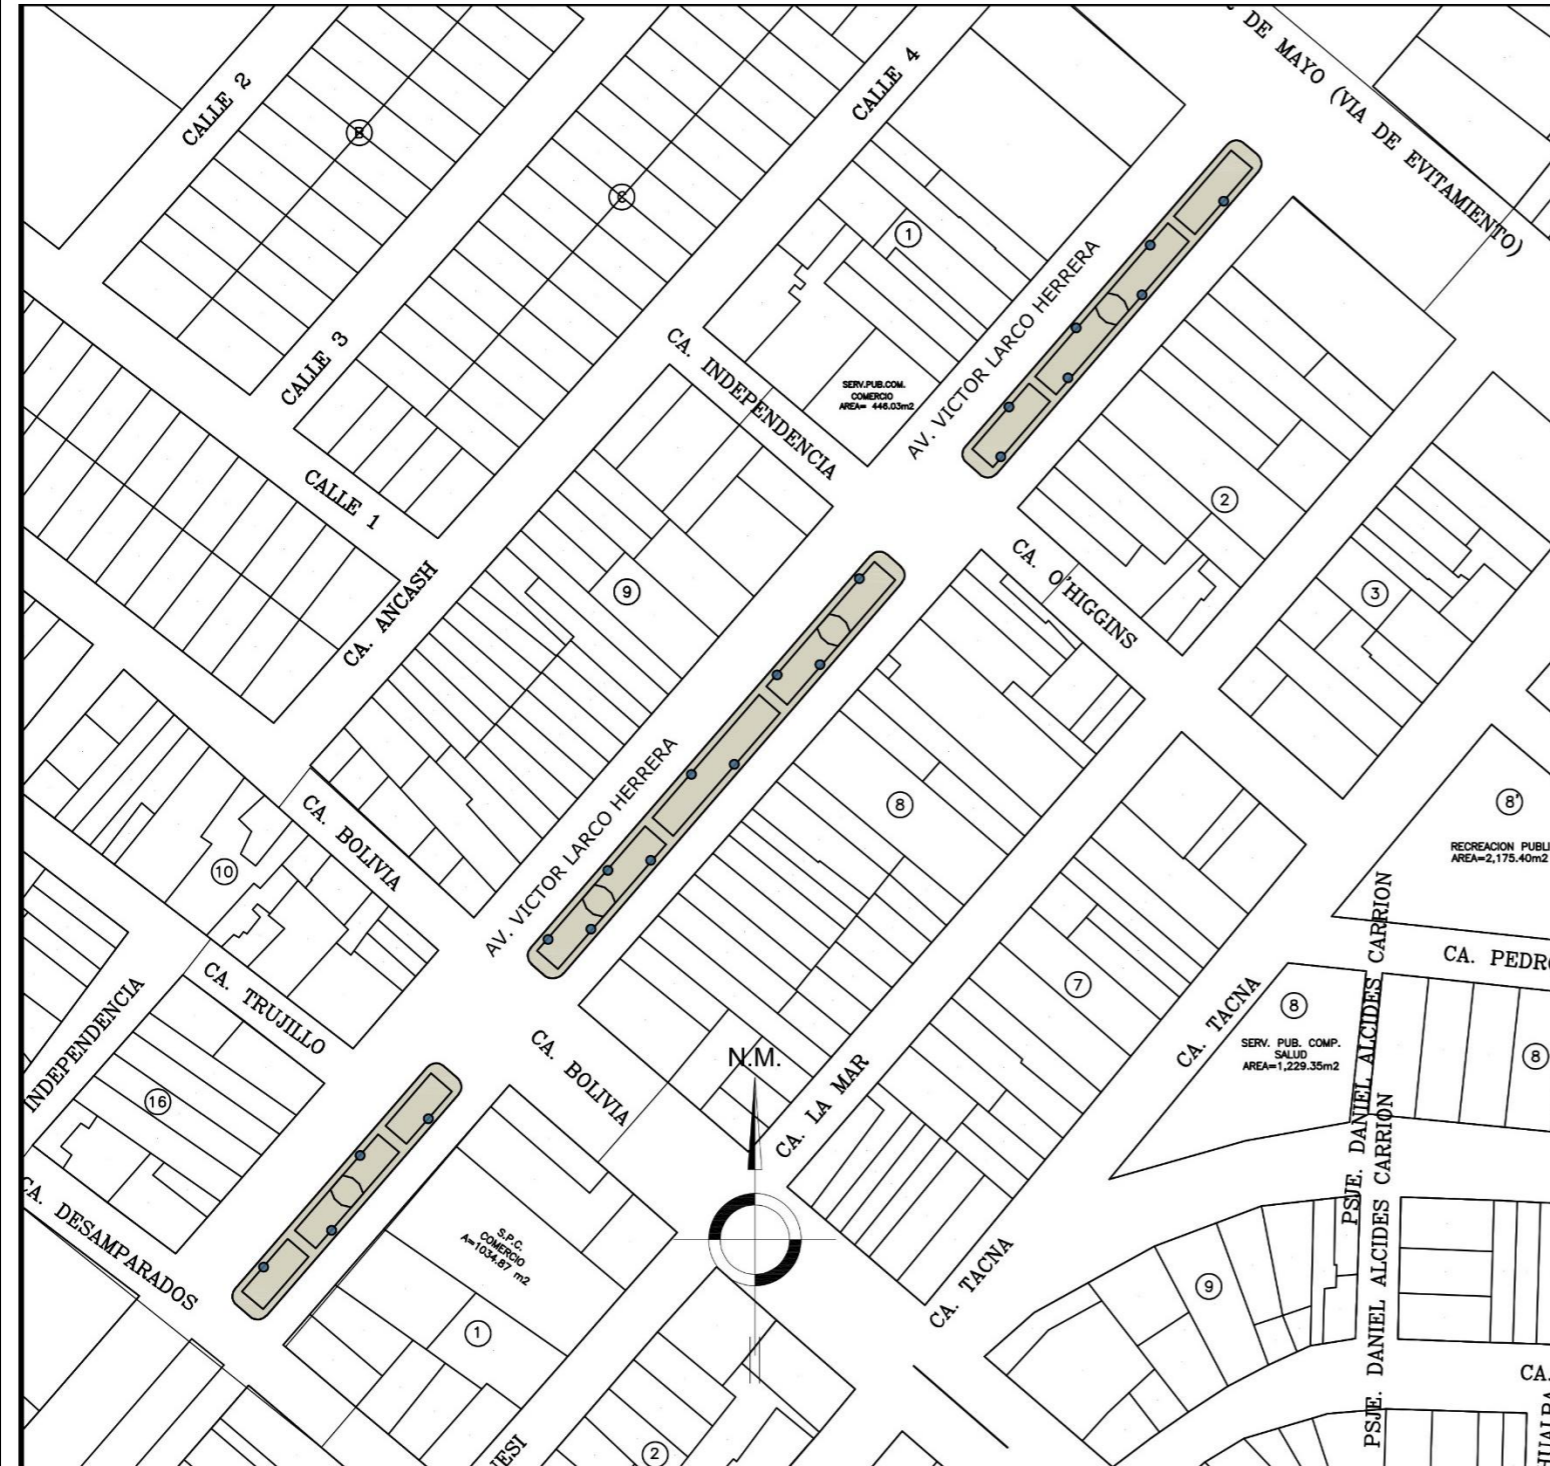 DE MAYO (VIA DE EVITAMIENTO)
CALLE 2
B
CALLE 4
C
1
CALLE 3
CA. INDEPENDENCIA
SERV.PUB.COM.
COMERCIO
AREA= 446.03m2
AV. VICTOR LARCO HERRERA
2
CALLE 1
CA. O'HIGGINS
3
9
CA. ANCASH
AV. VICTOR LARCO HERRERA
8
8'
RECREACION PUBLI
AREA=2,175.40m2
CA. BOLIVIA
10
PSJE. DANIEL ALCIDES CARRION
CA. PEDRO
CA. TRUJILLO
7
CA. TACNA
8
SERV. PUB. COMP.
SALUD
AREA=1,229.35m2
8
INDEPENDENCIA
16
CA. BOLIVIA
N.M.
CA. LA MAR
CA. DESAMPARADOS
S.P.C.
COMERCIO
A=1034.87 m2
1
CA. TACNA
9
PSJE. DANIEL ALCIDES CARRION
CA.
2